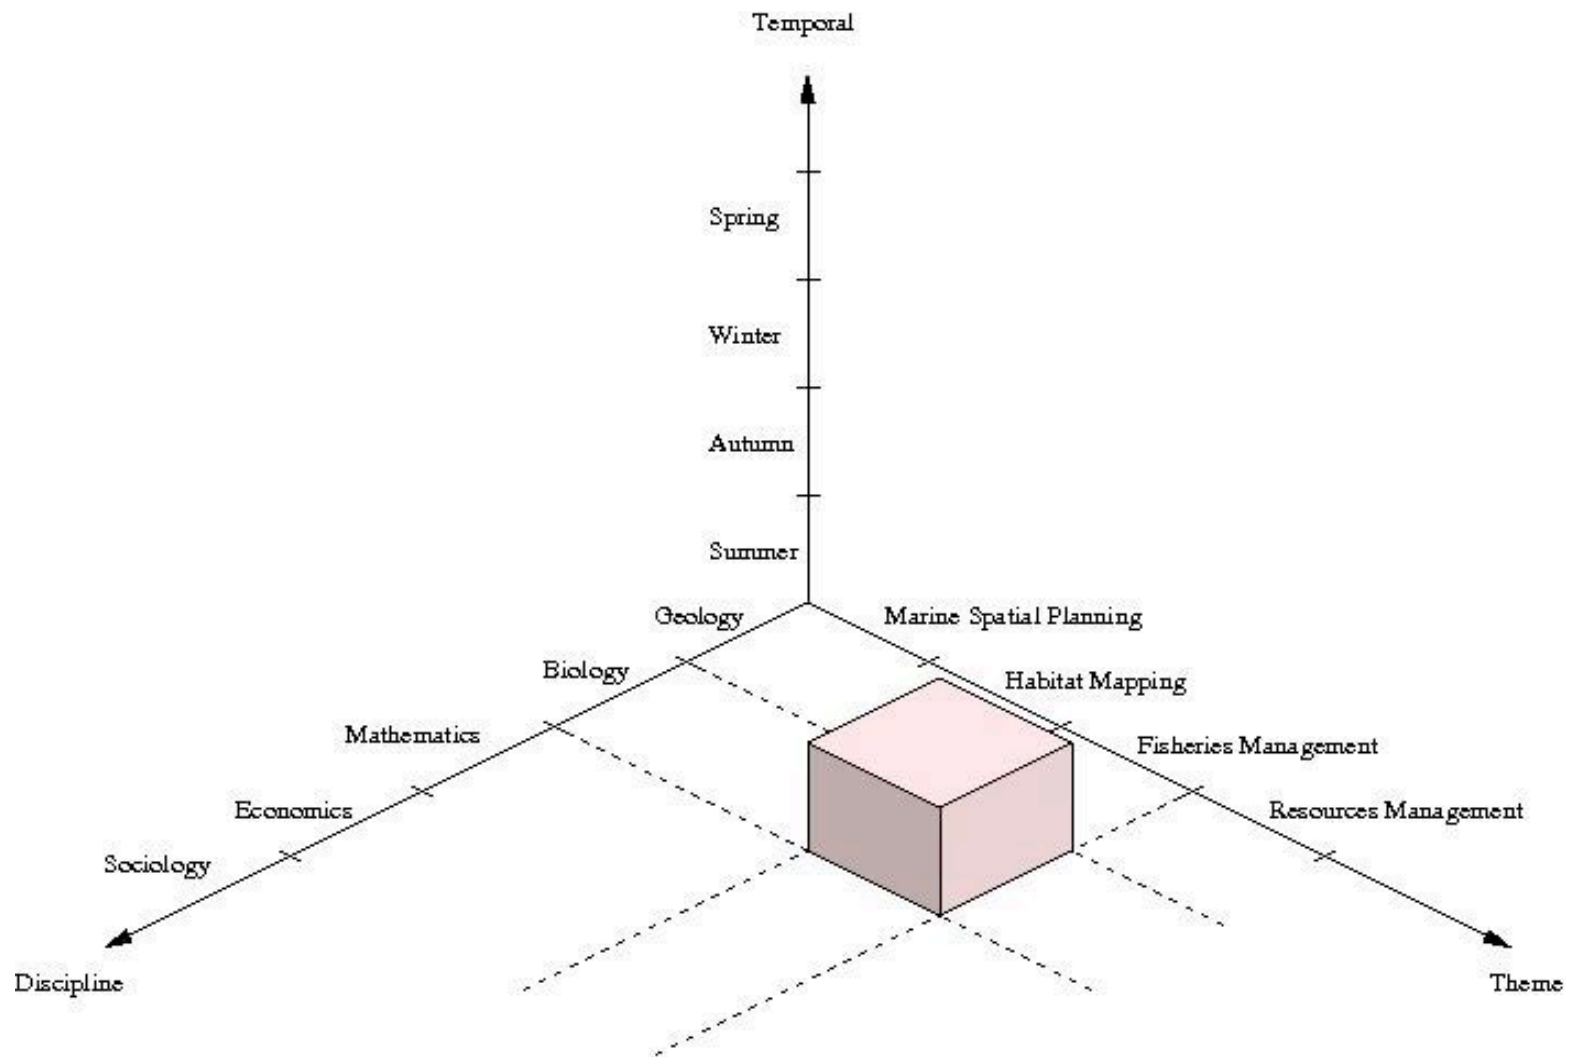 Temporal
Spring
Winter
Autumn
Summer
Geology
Marine Spatial Planning
Biology
Habitat Mapping
Mathematics
Fisheries Management
Economics
Resources Management
Sociology
Discipline
Theme